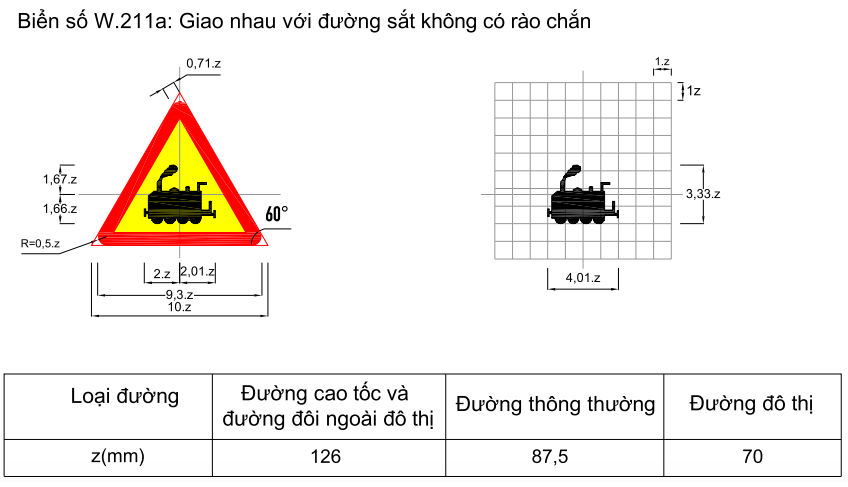 Biển số W.211a: Giao nhau với đường sắt không có rào chắn
0,71.z
1.z
1z
1,67.z
1,66.z
3,33.z
60°
R=0,5.z
2.z
2,01.z
4,01.z
9,3.z
10.z
Loại đường
Đường cao tốc và
đường đôi ngoài đô thị
Đường thông thường
Đường đô thị
z(mm)
126
87,5
70